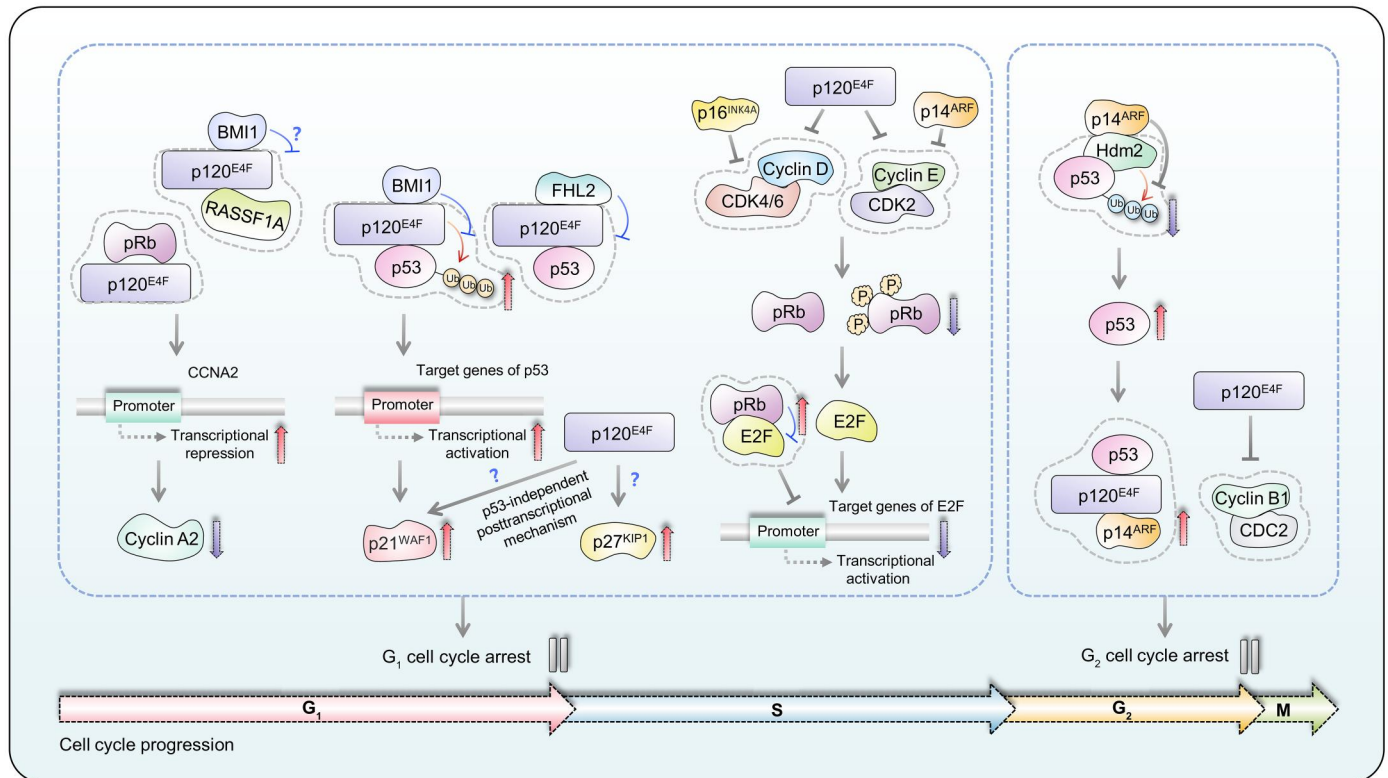 BMI1
?
p120E4F
RASSF1A
pRb
p120E4F
CCNA2
Promoter
Transcriptional
repression
Cyclin A2
BMI1
p120E4F
p53
Ub Ub Ub
FHL2
p120E4F
p53
Target genes of p53
Promoter
Transcriptional
activation
p120E4F
?
?
p53-independent
posttranscriptional
mechanism
p21WAF1
p27KIP1
p120E4F
p16INK4A
p14ARF
Cyclin D
CDK4/6
Cyclin E
CDK2
pRb
P
P
P
pRb
pRb
E2F
E2F
Target genes of E2F
Promoter
Transcriptional
activation
p14ARF
Hdm2
p53
Ub Ub Ub
p53
p53
p120E4F
p14ARF
p120E4F
Cyclin B1
CDC2
G1 cell cycle arrest
G2 cell cycle arrest
G1
S
G2
M
Cell cycle progression